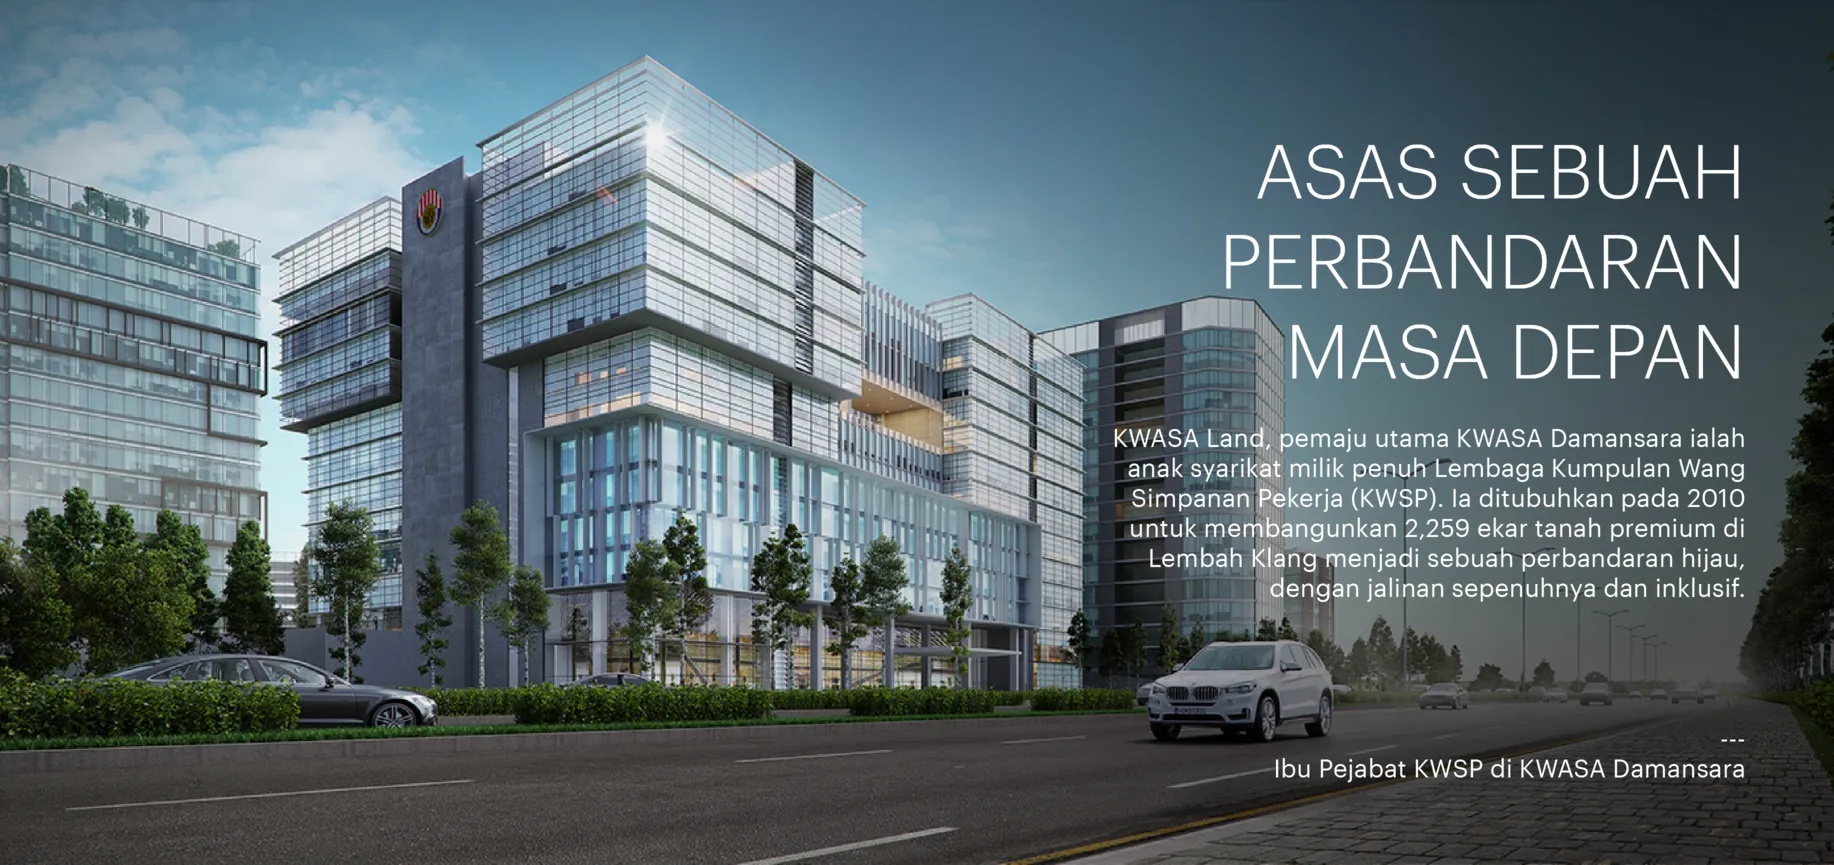 ASAS SEBUAH
PERBANDARAN
MASA DEPAN
KWASA Land, pemaju utama KWASA Damansara ialah
anak syarikat milik penuh Lembaga Kumpulan Wang
Simpanan Pekerja (KWSP). Ia ditubuhkan pada 2010
untuk membangunkan 2,259 ekar tanah premium di
Lembah Klang menjadi sebuah perbandaran hijau,
dengan jalinan sepenuhnya dan inklusif.
---
Ibu Pejabat KWSP di KWASA Damansara